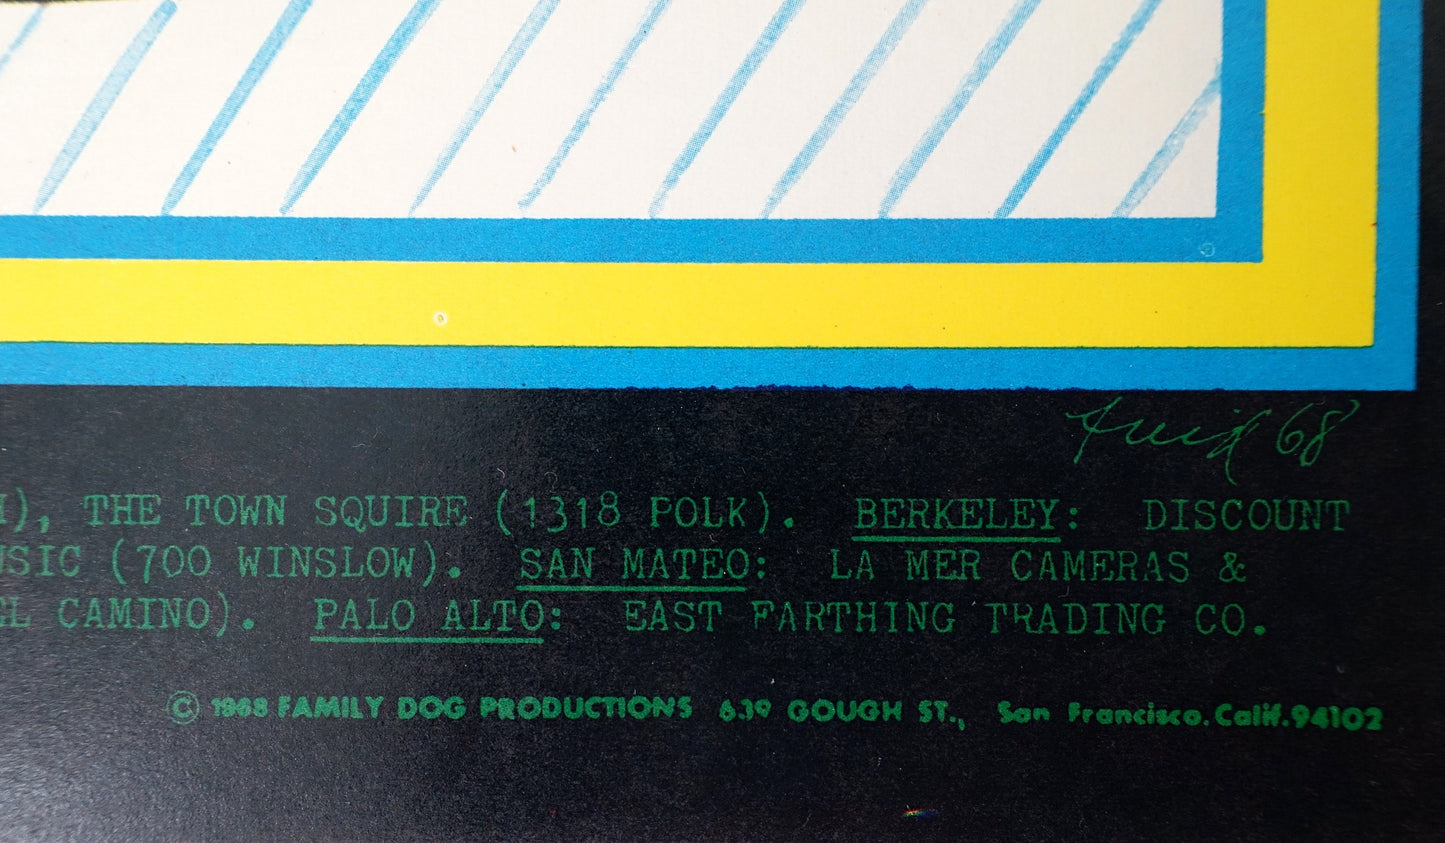 68
), THE TOWN SQUIRE (1318 POLK). BERKELEY: DISCOUNT
USIC (700 WINSLOW). SAN MATEO: LA MER CAMERAS &
EL CAMINO). PALO ALTO: EAST FARTHING TRADING CO.
© 1968 FAMILY DOG PRODUCTIONS 639 GOUGH ST., San Francisco.Calif.94102